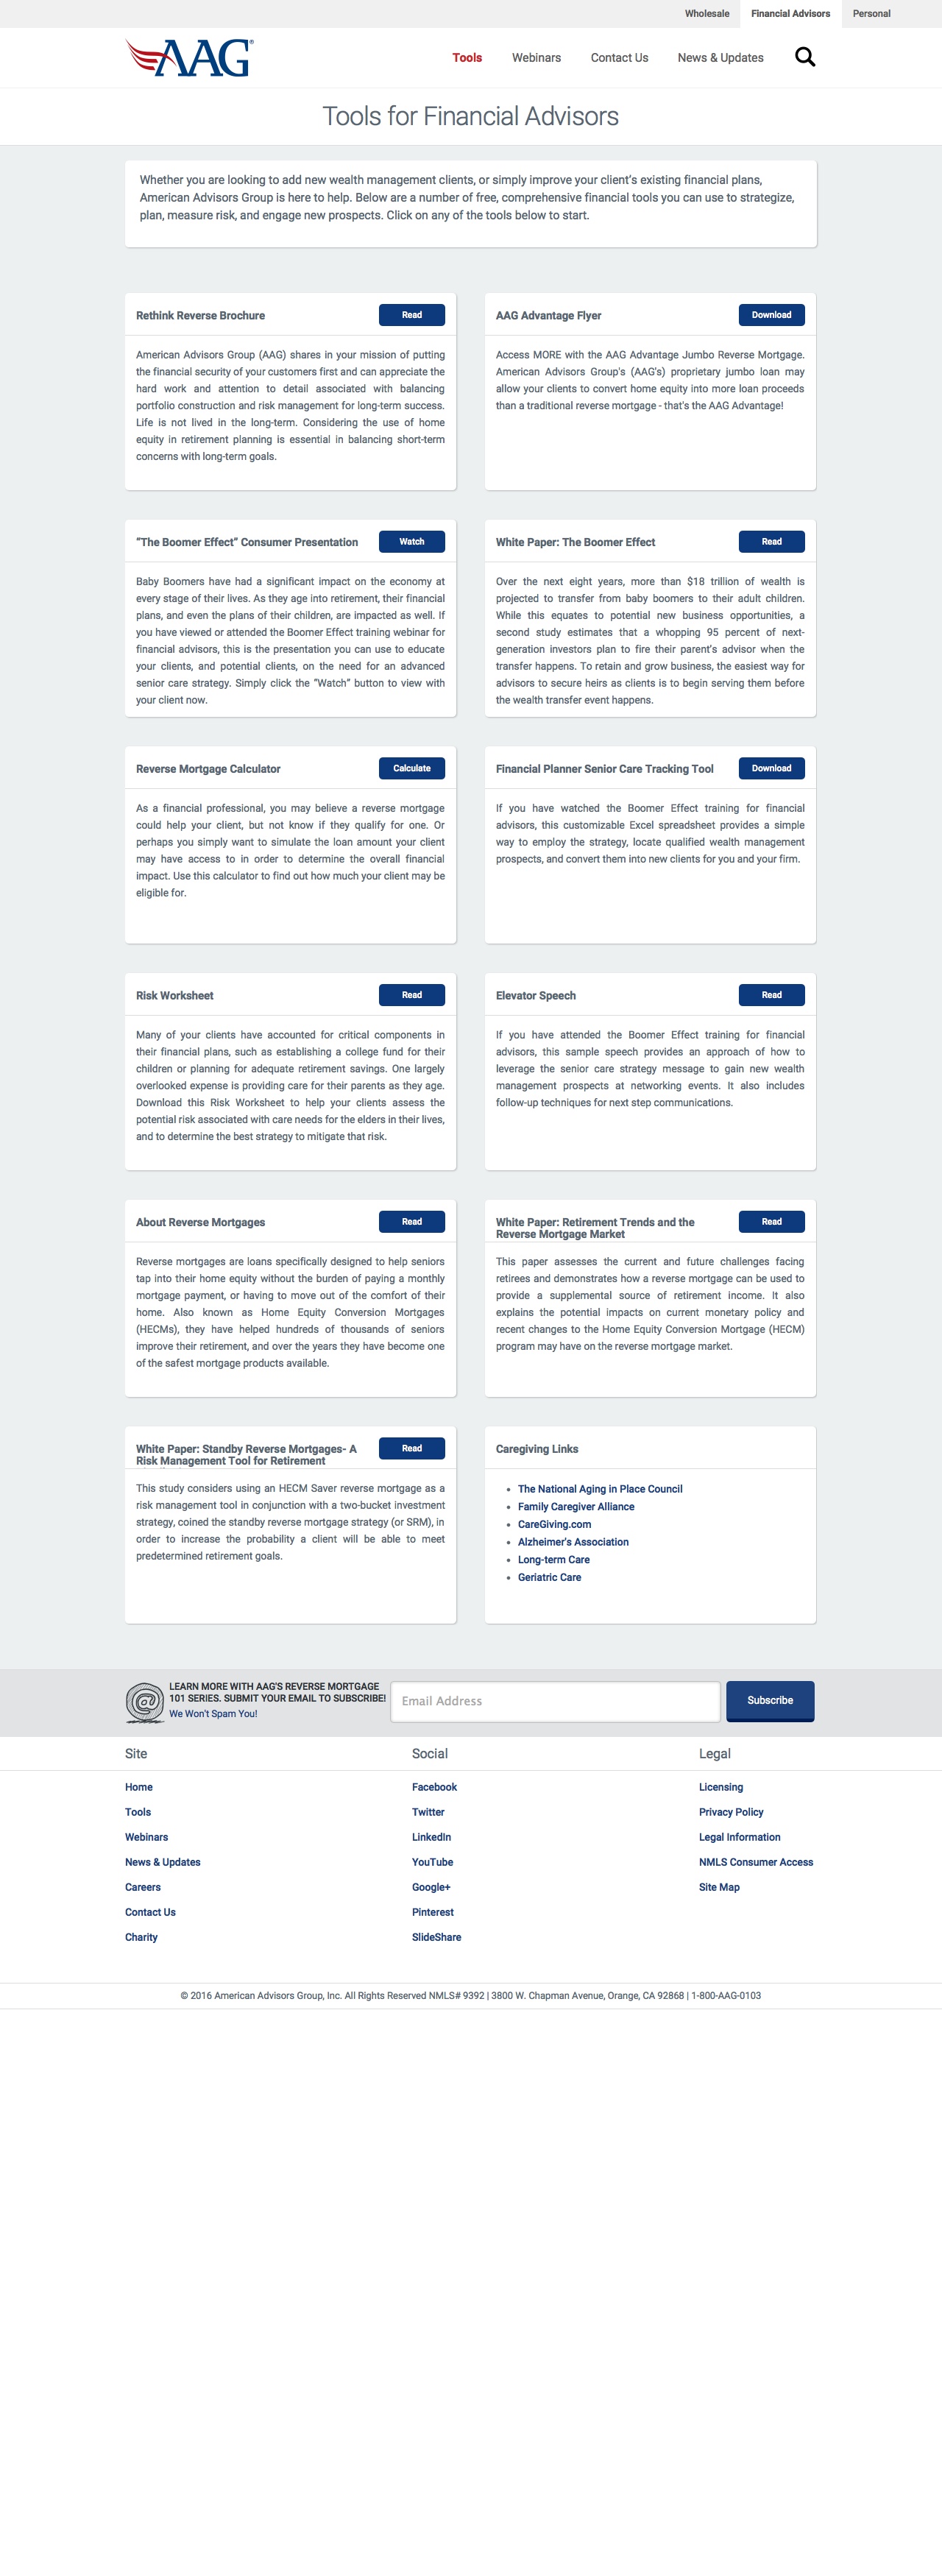 Wholesale Financial Advisors Personal
AAG®
Tools Webinars Contact Us News & Updates
Tools for Financial Advisors
Whether you are looking to add new wealth management clients, or simply improve your client's existing financial plans,
American Advisors Group is here to help. Below are a number of free, comprehensive financial tools you can use to strategize,
plan, measure risk, and engage new prospects. Click on any of the tools below to start.
Rethink Reverse Brochure
Read
American Advisors Group (AAG) shares in your mission of putting
the financial security of your customers first and can appreciate the
hard work and attention to detail associated with balancing
portfolio construction and risk management for long-term success.
Life is not lived in the long-term. Considering the use of home
equity in retirement planning is essential in balancing short-term
concerns with long-term goals.
AAG Advantage Flyer
Download
Access MORE with the AAG Advantage Jumbo Reverse Mortgage.
American Advisors Group's (AAG's) proprietary jumbo loan may
allow your clients to convert home equity into more loan proceeds
than a traditional reverse mortgage - that's the AAG Advantage!
"The Boomer Effect" Consumer Presentation
Watch
Baby Boomers have had a significant impact on the economy at
every stage of their lives. As they age into retirement, their financial
plans, and even the plans of their children, are impacted as well. If
you have viewed or attended the Boomer Effect training webinar for
financial advisors, this is the presentation you can use to educate
your clients, and potential clients, on the need for an advanced
senior care strategy. Simply click the "Watch" button to view with
your client now.
White Paper: The Boomer Effect
Read
Over the next eight years, more than $18 trillion of wealth is
projected to transfer from baby boomers to their adult children.
While this equates to potential new business opportunities, a
second study estimates that a whopping 95 percent of next-
generation investors plan to fire their parent's advisor when the
transfer happens. To retain and grow business, the easiest way for
advisors to secure heirs as clients is to begin serving them before
the wealth transfer event happens.
Reverse Mortgage Calculator
Calculate
As a financial professional, you may believe a reverse mortgage
could help your client, but not know if they qualify for one. Or
perhaps you simply want to simulate the loan amount your client
may have access to in order to determine the overall financial
impact. Use this calculator to find out how much your client may be
eligible for.
Financial Planner Senior Care Tracking Tool
Download
If you have watched the Boomer Effect training for financial
advisors, this customizable Excel spreadsheet provides a simple
way to employ the strategy, locate qualified wealth management
prospects, and convert them into new clients for you and your firm.
Risk Worksheet
Read
Many of your clients have accounted for critical components in
their financial plans, such as establishing a college fund for their
children or planning for adequate retirement savings. One largely
overlooked expense is providing care for their parents as they age.
Download this Risk Worksheet to help your clients assess the
potential risk associated with care needs for the elders in their lives,
and to determine the best strategy to mitigate that risk.
Elevator Speech
Read
If you have attended the Boomer Effect training for financial
advisors, this sample speech provides an approach of how to
leverage the senior care strategy message to gain new wealth
management prospects at networking events. It also includes
follow-up techniques for next step communications.
About Reverse Mortgages
Read
Reverse mortgages are loans specifically designed to help seniors
tap into their home equity without the burden of paying a monthly
mortgage payment, or having to move out of the comfort of their
home. Also known as Home Equity Conversion Mortgages
(HECMs), they have helped hundreds of thousands of seniors
improve their retirement, and over the years they have become one
of the safest mortgage products available.
White Paper: Retirement Trends and the
Reverse Mortgage Market
Read
This paper assesses the current and future challenges facing
retirees and demonstrates how a reverse mortgage can be used to
provide a supplemental source of retirement income. It also
explains the potential impacts on current monetary policy and
recent changes to the Home Equity Conversion Mortgage (HECM)
program may have on the reverse mortgage market.
White Paper: Standby Reverse Mortgages- A
Risk Management Tool for Retirement
Read
This study considers using an HECM Saver reverse mortgage as a
risk management tool in conjunction with a two-bucket investment
strategy, coined the standby reverse mortgage strategy (or SRM), in
order to increase the probability a client will be able to meet
predetermined retirement goals.
Caregiving Links
The National Aging in Place Council
Family Caregiver Alliance
CareGiving.com
Alzheimer's Association
Long-term Care
Geriatric Care
LEARN MORE WITH AAG'S REVERSE MORTGAGE
101 SERIES. SUBMIT YOUR EMAIL TO SUBSCRIBE!
We Won't Spam You!
Email Address
Subscribe
Site
Home
Tools
Webinars
News & Updates
Careers
Contact Us
Charity
Social
Facebook
Twitter
LinkedIn
YouTube
Google+
Pinterest
SlideShare
Legal
Licensing
Privacy Policy
Legal Information
NMLS Consumer Access
Site Map
© 2016 American Advisors Group, Inc. All Rights Reserved NMLS# 9392 | 3800 W. Chapman Avenue, Orange, CA 92868 | 1-800-AAG-0103